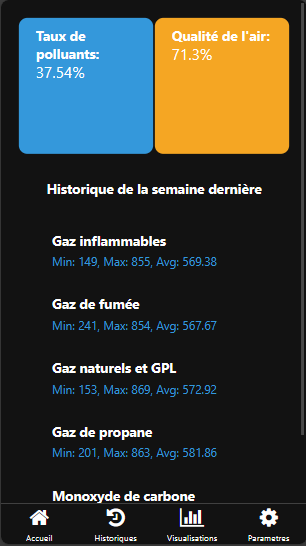 Taux de
polluants:
37.54%
Qualité de l'air:
71.3%
Historique de la semaine dernière
Gaz inflammables
Min: 149, Max: 855, Avg: 569.38
Gaz de fumée
Min: 241, Max: 854, Avg: 567.67
Gaz naturels et GPL
Min: 153, Max: 869, Avg: 572.92
Gaz de propane
Min: 201, Max: 863, Avg: 581.86
Monoxyde de carbone
Accueil
Historiques
Visualisations
Parametres